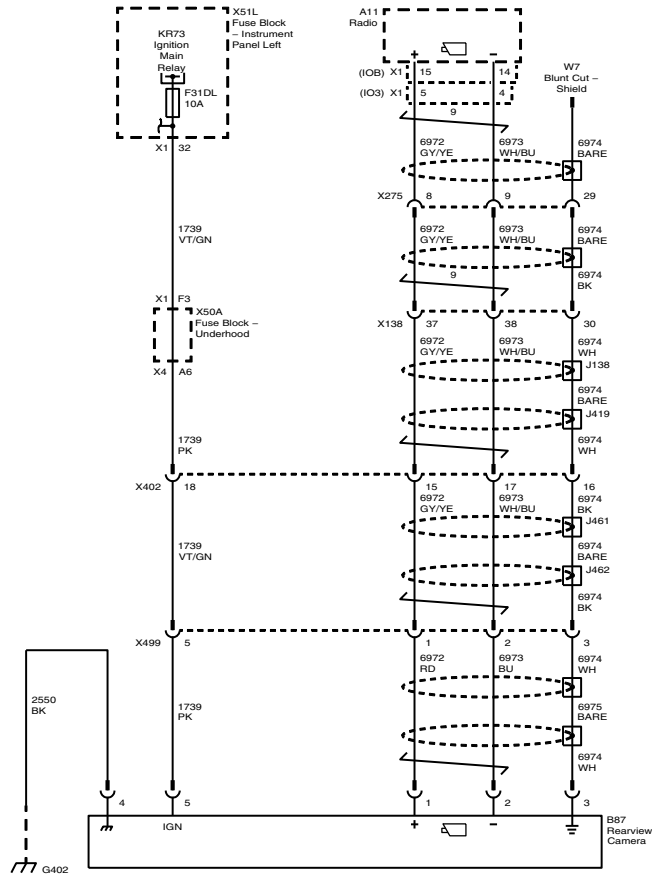 X51L
Fuse Block
– Instrument
Panel Left
KR73
Ignition
Main
Relay
F31DL
10A
X1 32
A11
Radio
+ –
(IOB) X1 15 14
(IO3) X1 5 4
9
W7
Blunt Cut –
Shield
6972
GY/YE
6973
WH/BU
6974
BARE
X275 8 9 29
1739
VT/GN
6972
GY/YE
6973
WH/BU
6974
BARE
9
6974
BK
X1 F3
X50A
Fuse Block –
Underhood
X4 A6
X138 37 38 30
6972
GY/YE
6973
WH/BU
6974
WH
J138
6974
BARE
J419
1739
PK
6974
WH
X402 18 15 17 16
6972
GY/YE
6973
WH/BU
6974
BK
J461
1739
VT/GN
6974
BARE
J462
6974
BK
X499 5 1 2 3
6972
RD
6973
BU
6974
WH
2550
BK
1739
PK
6975
BARE
6974
WH
4 5 1 2 3
IGN + –
B87
Rearview
Camera
G402